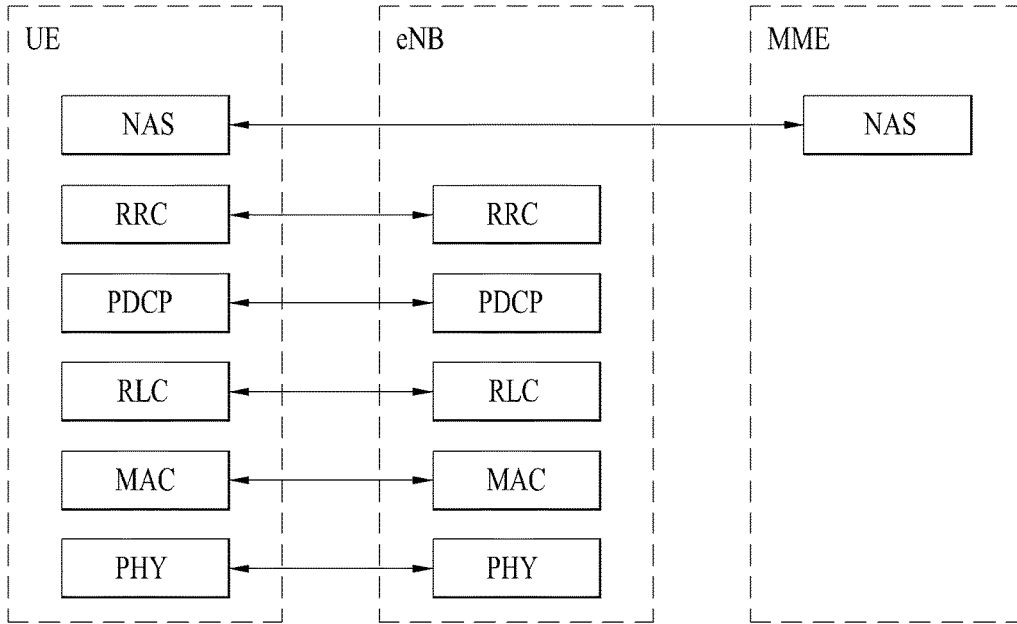 UE eNB MME
NAS NAS
RRC RRC
PDCP PDCP
RLC RLC
MAC MAC
PHY PHY